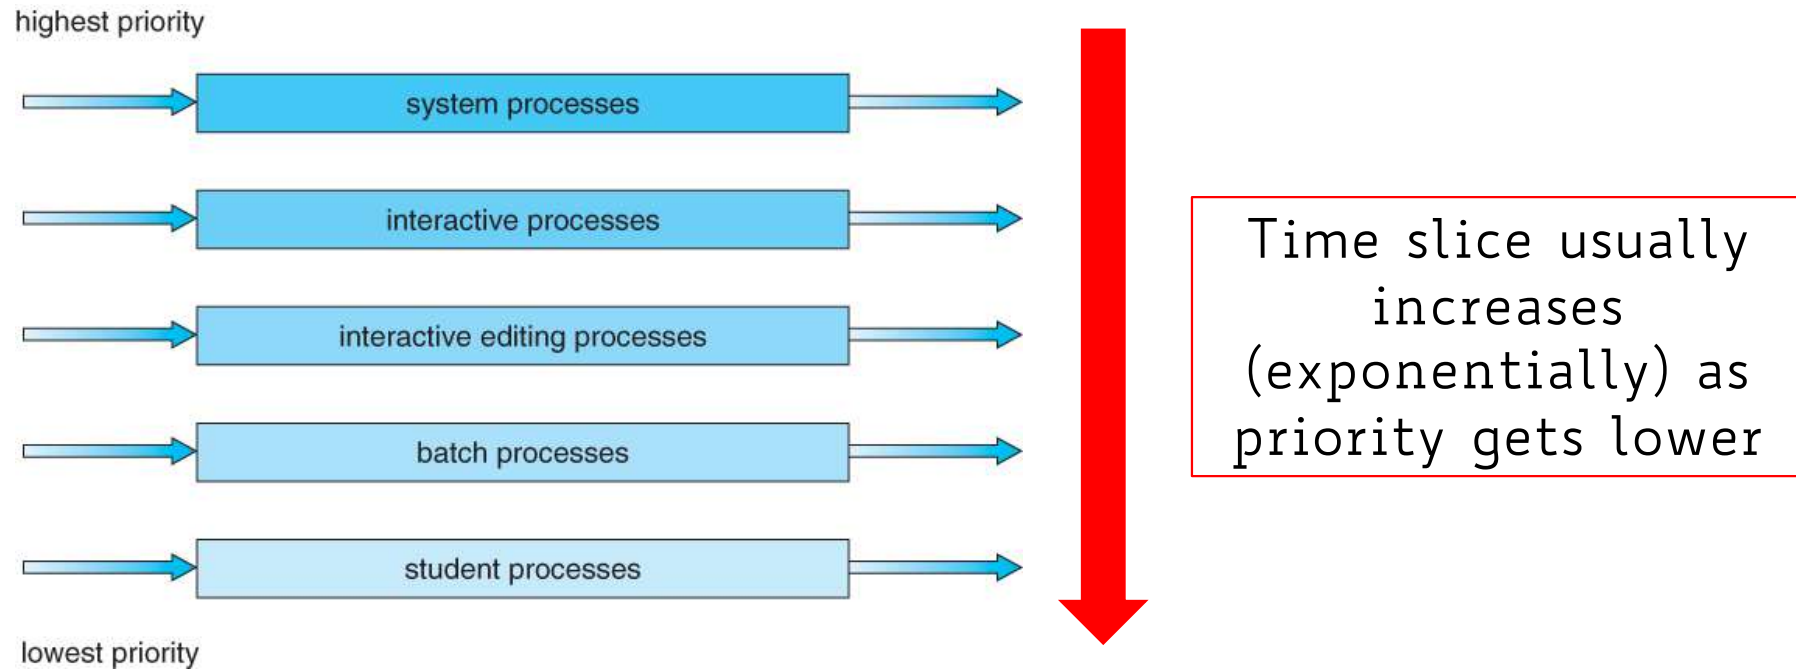 highest priority
system processes
interactive processes
interactive editing processes
batch processes
student processes
lowest priority
Time slice usually
increases
(exponentially) as
priority gets lower